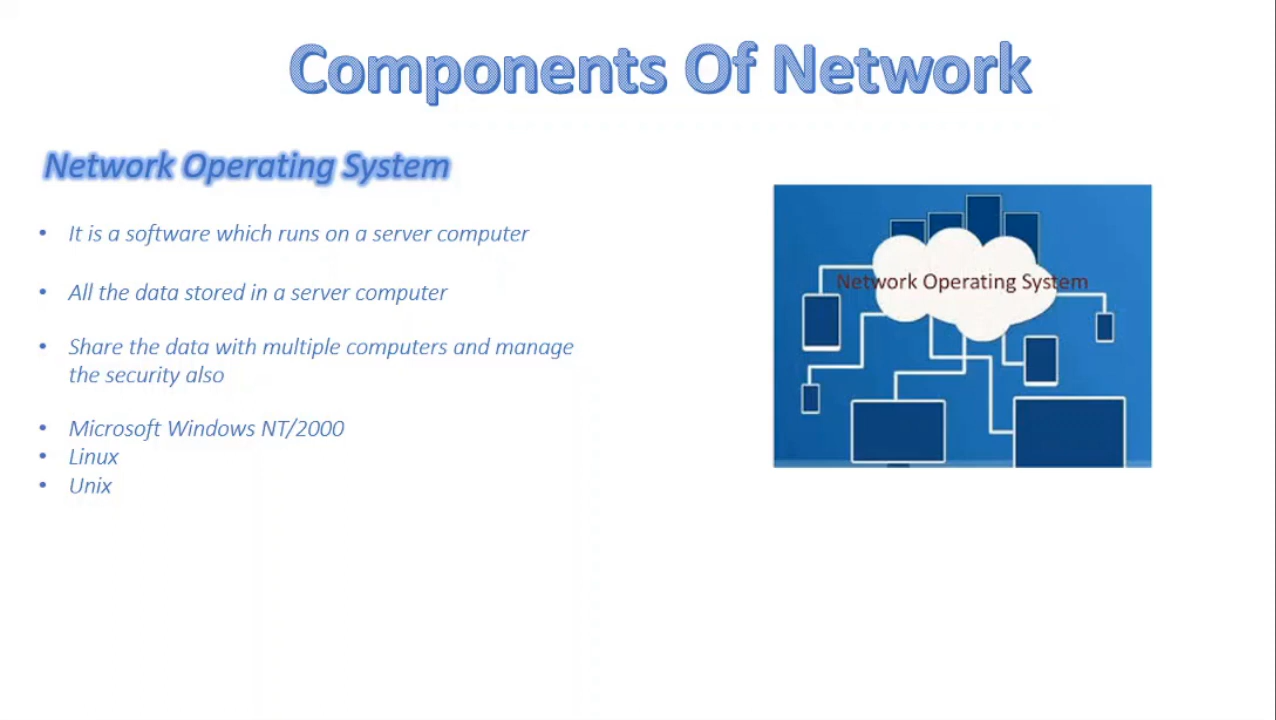 Components Of Network
Network Operating System
• It is a software which runs on a server computer
• All the data stored in a server computer
• Share the data with multiple computers and manage
the security also
• Microsoft Windows NT/2000
• Linux
• Unix
Network Operating System